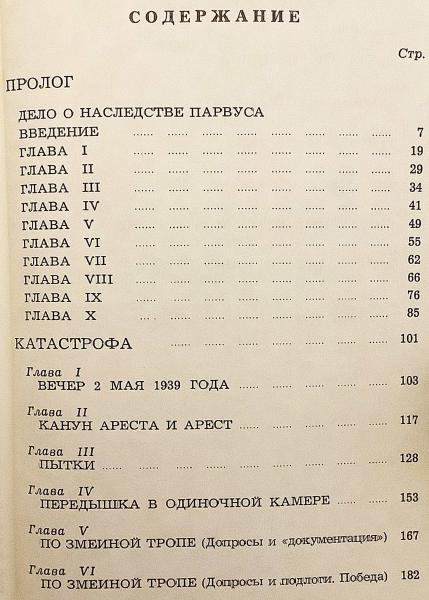 СОДЕРЖАНИЕ
Стр.
ПРОЛОГ
ДЕЛО О НАСЛЕДСТВЕ ПАРВУСА
ВВЕДЕНИЕ ...... ...... ...... ...... ...... ...... ...... ...... 7
ГЛАВА I ...... ...... ...... ...... ...... ...... ...... ...... 19
ГЛАВА II ...... ...... ...... ...... ...... ...... ...... ...... 29
ГЛАВА III ...... ...... ...... ...... ...... ...... ...... ...... 34
ГЛАВА IV ...... ...... ...... ...... ...... ...... ...... ...... 41
ГЛАВА V ...... ...... ...... ...... ...... ...... ...... ...... 49
ГЛАВА VI ...... ...... ...... ...... ...... ...... ...... ...... 55
ГЛАВА VII ...... ...... ...... ...... ...... ...... ...... ...... 62
ГЛАВА VIII ...... ...... ...... ...... ...... ...... ...... ...... 66
ГЛАВА IX ...... ...... ...... ...... ...... ...... ...... ...... 76
ГЛАВА X ...... ...... ...... ...... ...... ...... ...... ...... 85
КАТАСТРОФА ...... ...... ...... ...... ...... ...... ...... 101
Глава I
ВЕЧЕР 2 МАЯ 1939 ГОДА ...... ...... ...... ...... ...... 103
Глава II
КАНУН АРЕСТА И АРЕСТ ...... ...... ...... ...... ...... 117
Глава III
ПЫТКИ ...... ...... ...... ...... ...... ...... ...... ...... ...... 128
Глава IV
ПЕРЕДЫШКА В ОДИНОЧНОЙ КАМЕРЕ ...... ...... 153
Глава V
ПО ЗМЕИНОЙ ТРОПЕ (Допросы и «документация») 167
Глава VI
ПО ЗМЕИНОЙ ТРОПЕ (Допросы и подлоги. Победа) 182